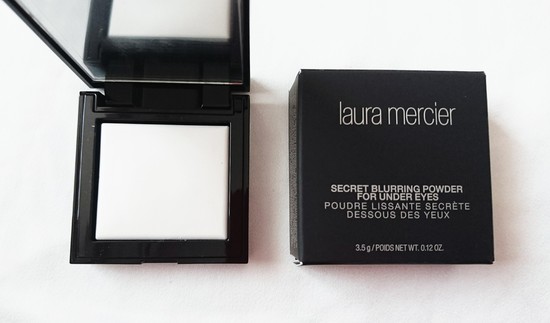 laura mercier
SECRET BLURRING POWDER
FOR UNDER EYES
POUDRE LISSANTE SECRÈTE
DESSOUS DES YEUX
3.5 g / POIDS NET WT. 0.12 OZ.